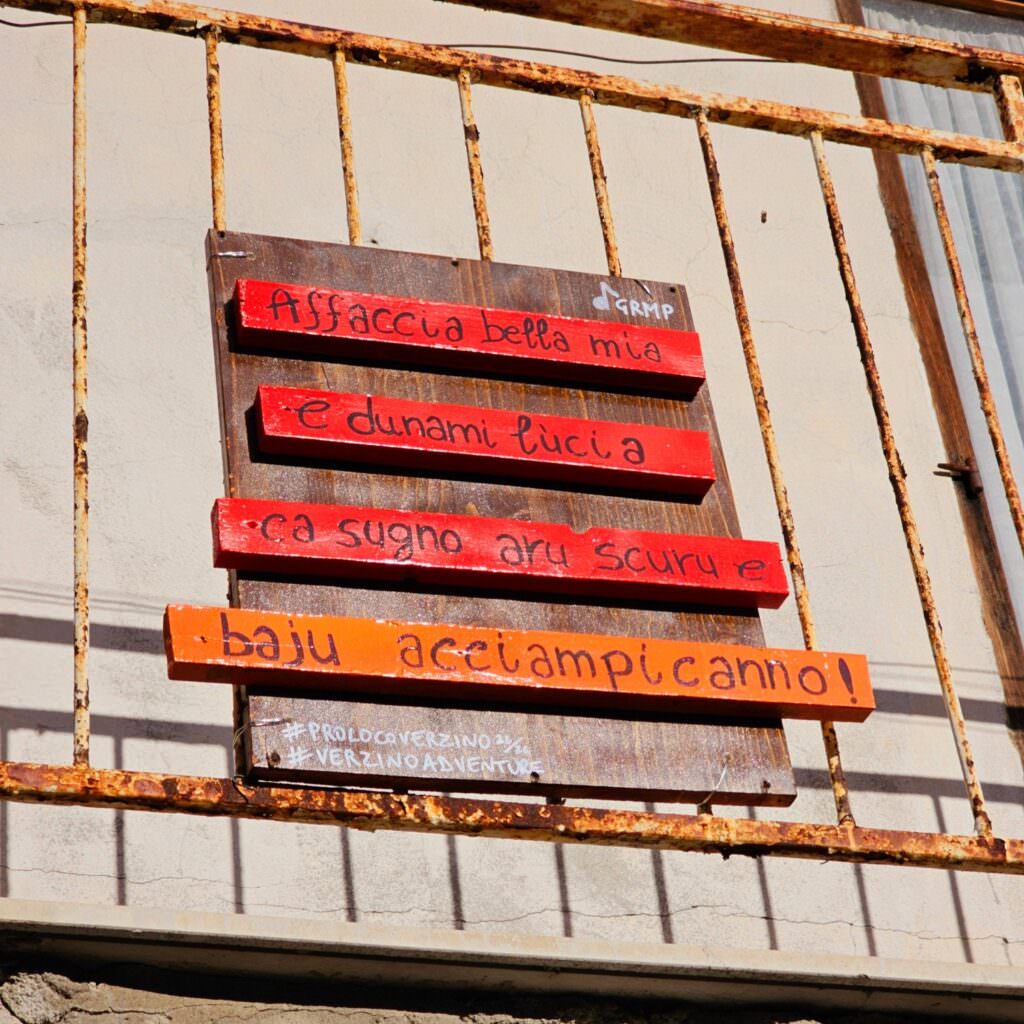 GRMP
Affaccia bella mia
e dunami lùcia
ca sugno aru scuru e
baju acciampicanno!
#PROLOCOVERZINO
#VERZINOADVENTURE